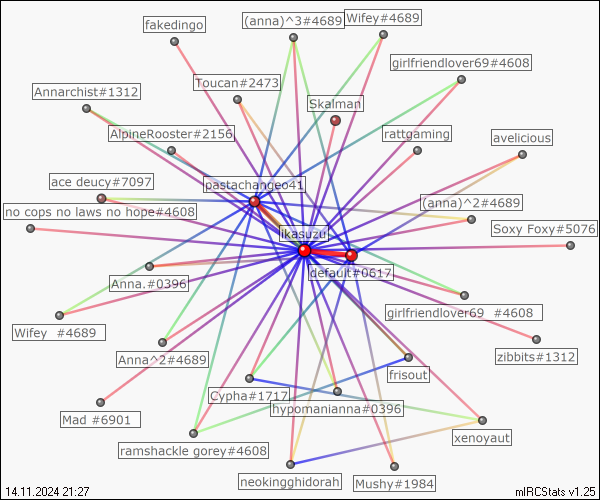 fakedingo
(anna)^3#4689
Wifey#4689
girlfriendlover69#4608
Toucan#2473
Annarchist#1312
Skalman
AlpineRooster#2156
rattgaming
avelicious
ace deucy#7097
pastachangeo41
(anna)^2#4689
no cops no laws no hope#4608
Soxy Foxy#5076
ikasuzu
default#0617
Anna.#0396
girlfriendlover69 #4608
Wifey #4689
Anna^2#4689
zibbits#1312
frisout
Cypha#1717
hypomanianna#0396
Mad #6901
xenoyaut
ramshackle gorey#4608
neokingghidorah
Mushy#1984
14.11.2024 21:27
mIRCStats v1.25